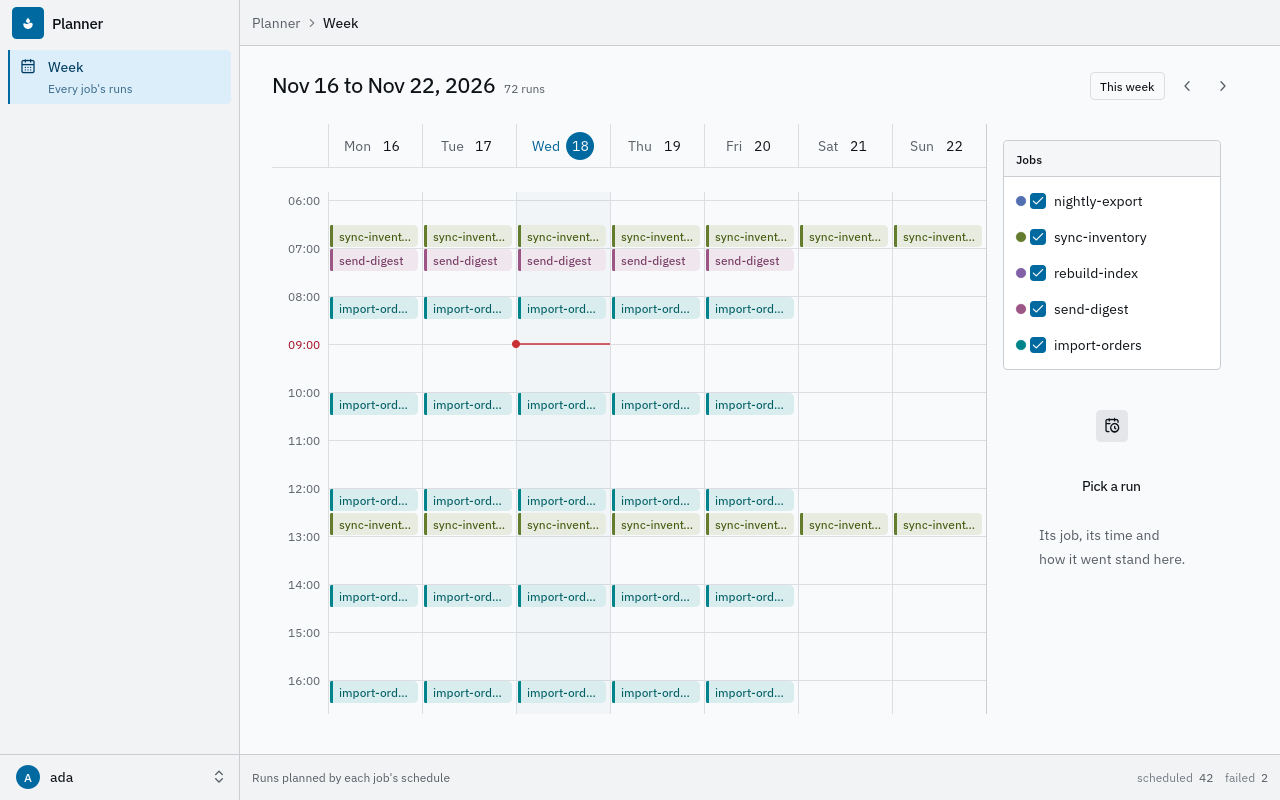 Planner
Week
Every job's runs
A ada
Planner > Week
Nov 16 to Nov 22, 2026 72 runs
This week
Mon 16 Tue 17 Wed 18 Thu 19 Fri 20 Sat 21 Sun 22
06:00
sync-invent... sync-invent... sync-invent... sync-invent... sync-invent... sync-invent... sync-invent...
07:00
send-digest send-digest send-digest send-digest send-digest
08:00
import-ord... import-ord... import-ord... import-ord... import-ord...
09:00
10:00
import-ord... import-ord... import-ord... import-ord... import-ord...
11:00
12:00
import-ord... import-ord... import-ord... import-ord... import-ord...
sync-invent... sync-invent... sync-invent... sync-invent... sync-invent... sync-invent... sync-invent...
13:00
14:00
import-ord... import-ord... import-ord... import-ord... import-ord...
15:00
16:00
import-ord... import-ord... import-ord... import-ord... import-ord...
Jobs
nightly-export
sync-inventory
rebuild-index
send-digest
import-orders
Pick a run
Its job, its time and
how it went stand here.
Runs planned by each job's schedule
scheduled 42 failed 2